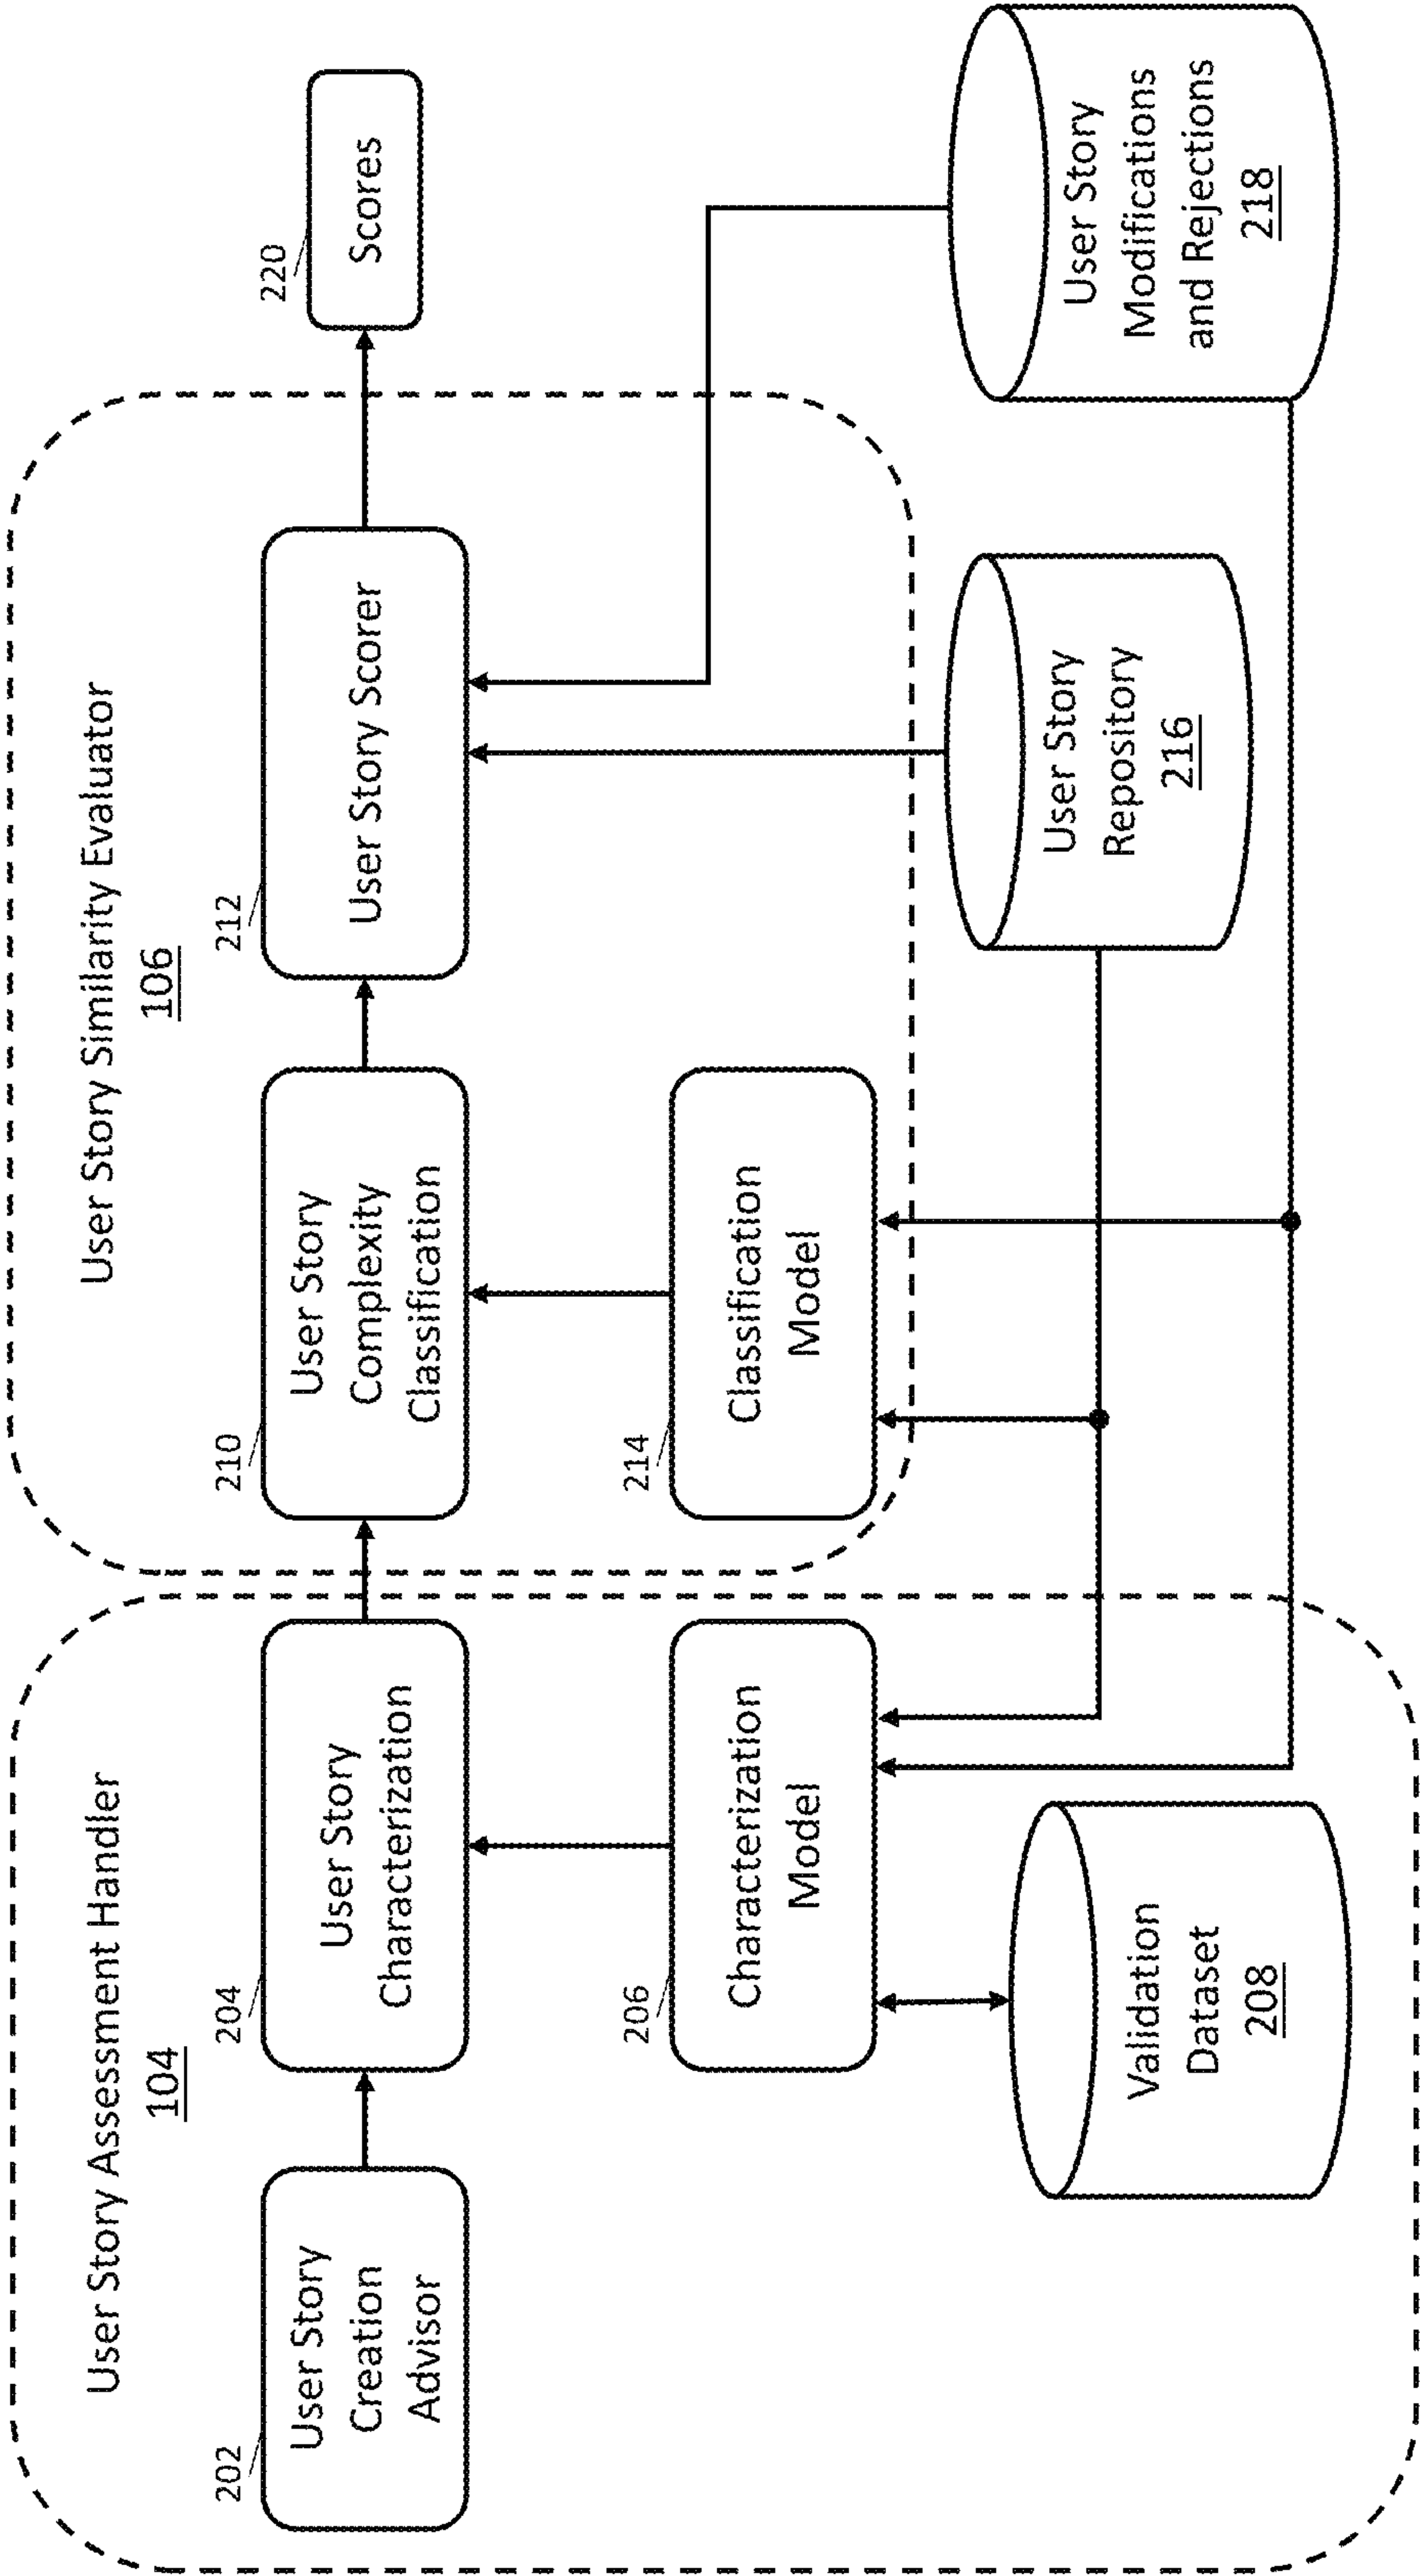 User Story Assessment Handler
104
202
User Story
Creation
Advisor
204
User Story
Characterization
206
Characterization
Model
Validation
Dataset
208
User Story Similarity Evaluator
106
210
User Story
Complexity
Classification
212
User Story Scorer
214
Classification
Model
220
Scores
User Story
Repository
216
User Story
Modifications
and Rejections
218